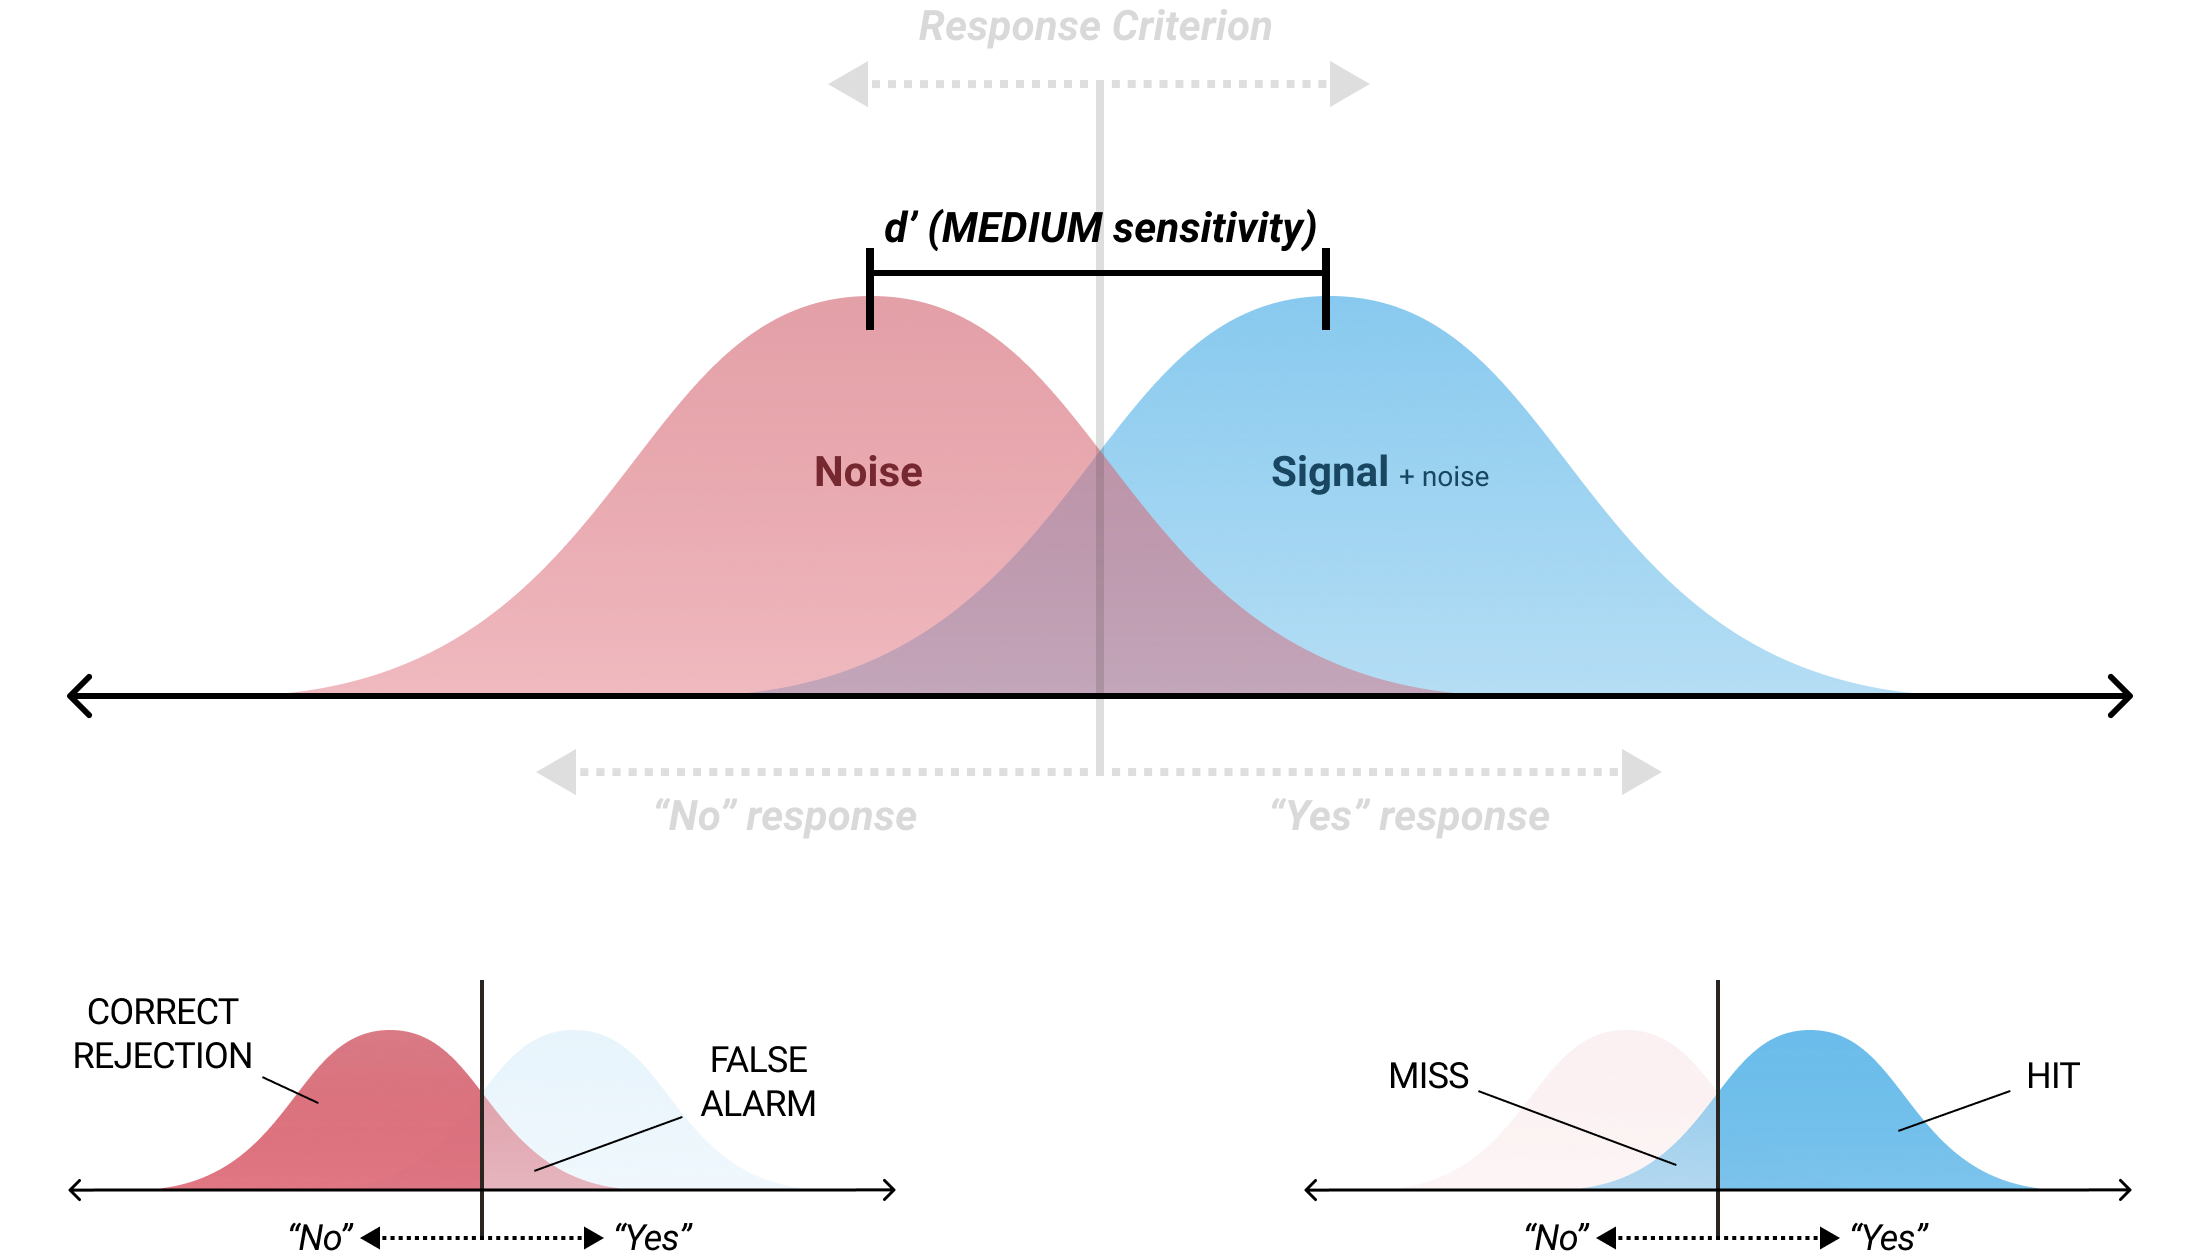 Response Criterion
d’ (MEDIUM sensitivity)
Noise
Signal + noise
“No” response
“Yes” response
CORRECT
REJECTION
FALSE
ALARM
“No”
“Yes”
MISS
HIT
“No”
“Yes”